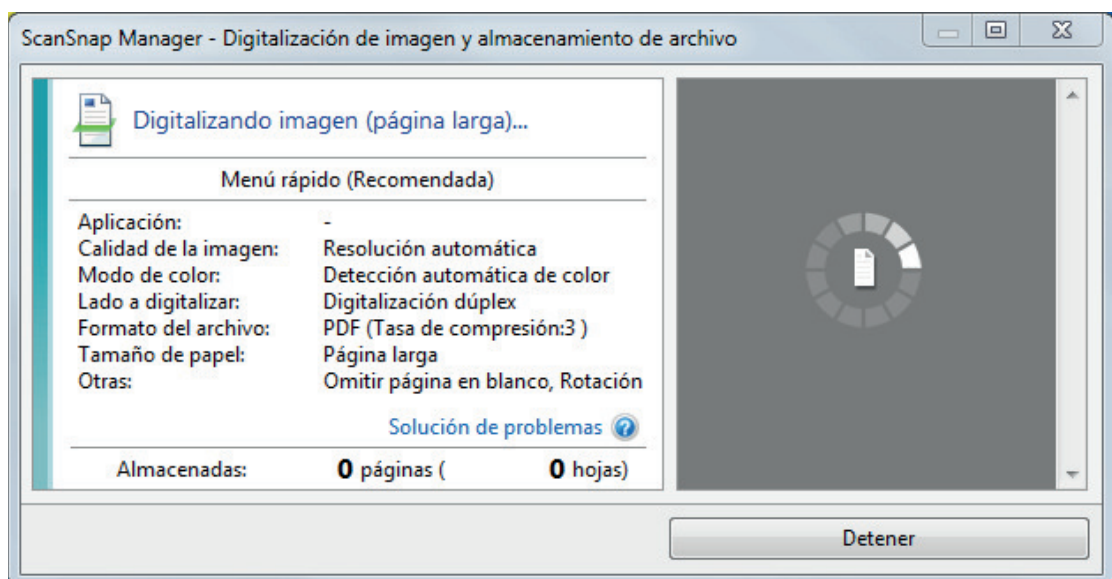 ScanSnap Manager - Digitalización de imagen y almacenamiento de archivo
Digitalizando imagen (página larga)...
Menú rápido (Recomendada)
Aplicación: -
Calidad de la imagen: Resolución automática
Modo de color: Detección automática de color
Lado a digitalizar: Digitalización dúplex
Formato del archivo: PDF (Tasa de compresión:3 )
Tamaño de papel: Página larga
Otras: Omitir página en blanco, Rotación
Solución de problemas ?
Almacenadas: 0 páginas ( 0 hojas)
Detener